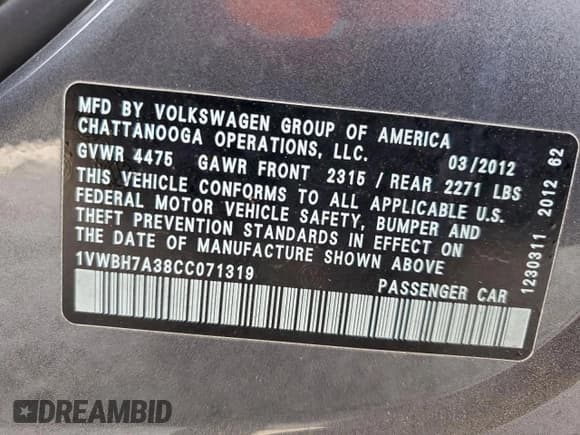 MFD BY VOLKSWAGEN GROUP OF AMERICA
CHATTANOOGA OPERATIONS, LLC. 03/2012
GVWR 4475 GAWR FRONT 2315 / REAR 2271 LBS
THIS VEHICLE CONFORMS TO ALL APPLICABLE U.S.
FEDERAL MOTOR VEHICLE SAFETY, BUMPER AND
THEFT PREVENTION STANDARDS IN EFFECT ON
THE DATE OF MANUFACTURE SHOWN ABOVE
1VWBH7A38CC071319
PASSENGER CAR
1230311 2012 62
DREAMBID